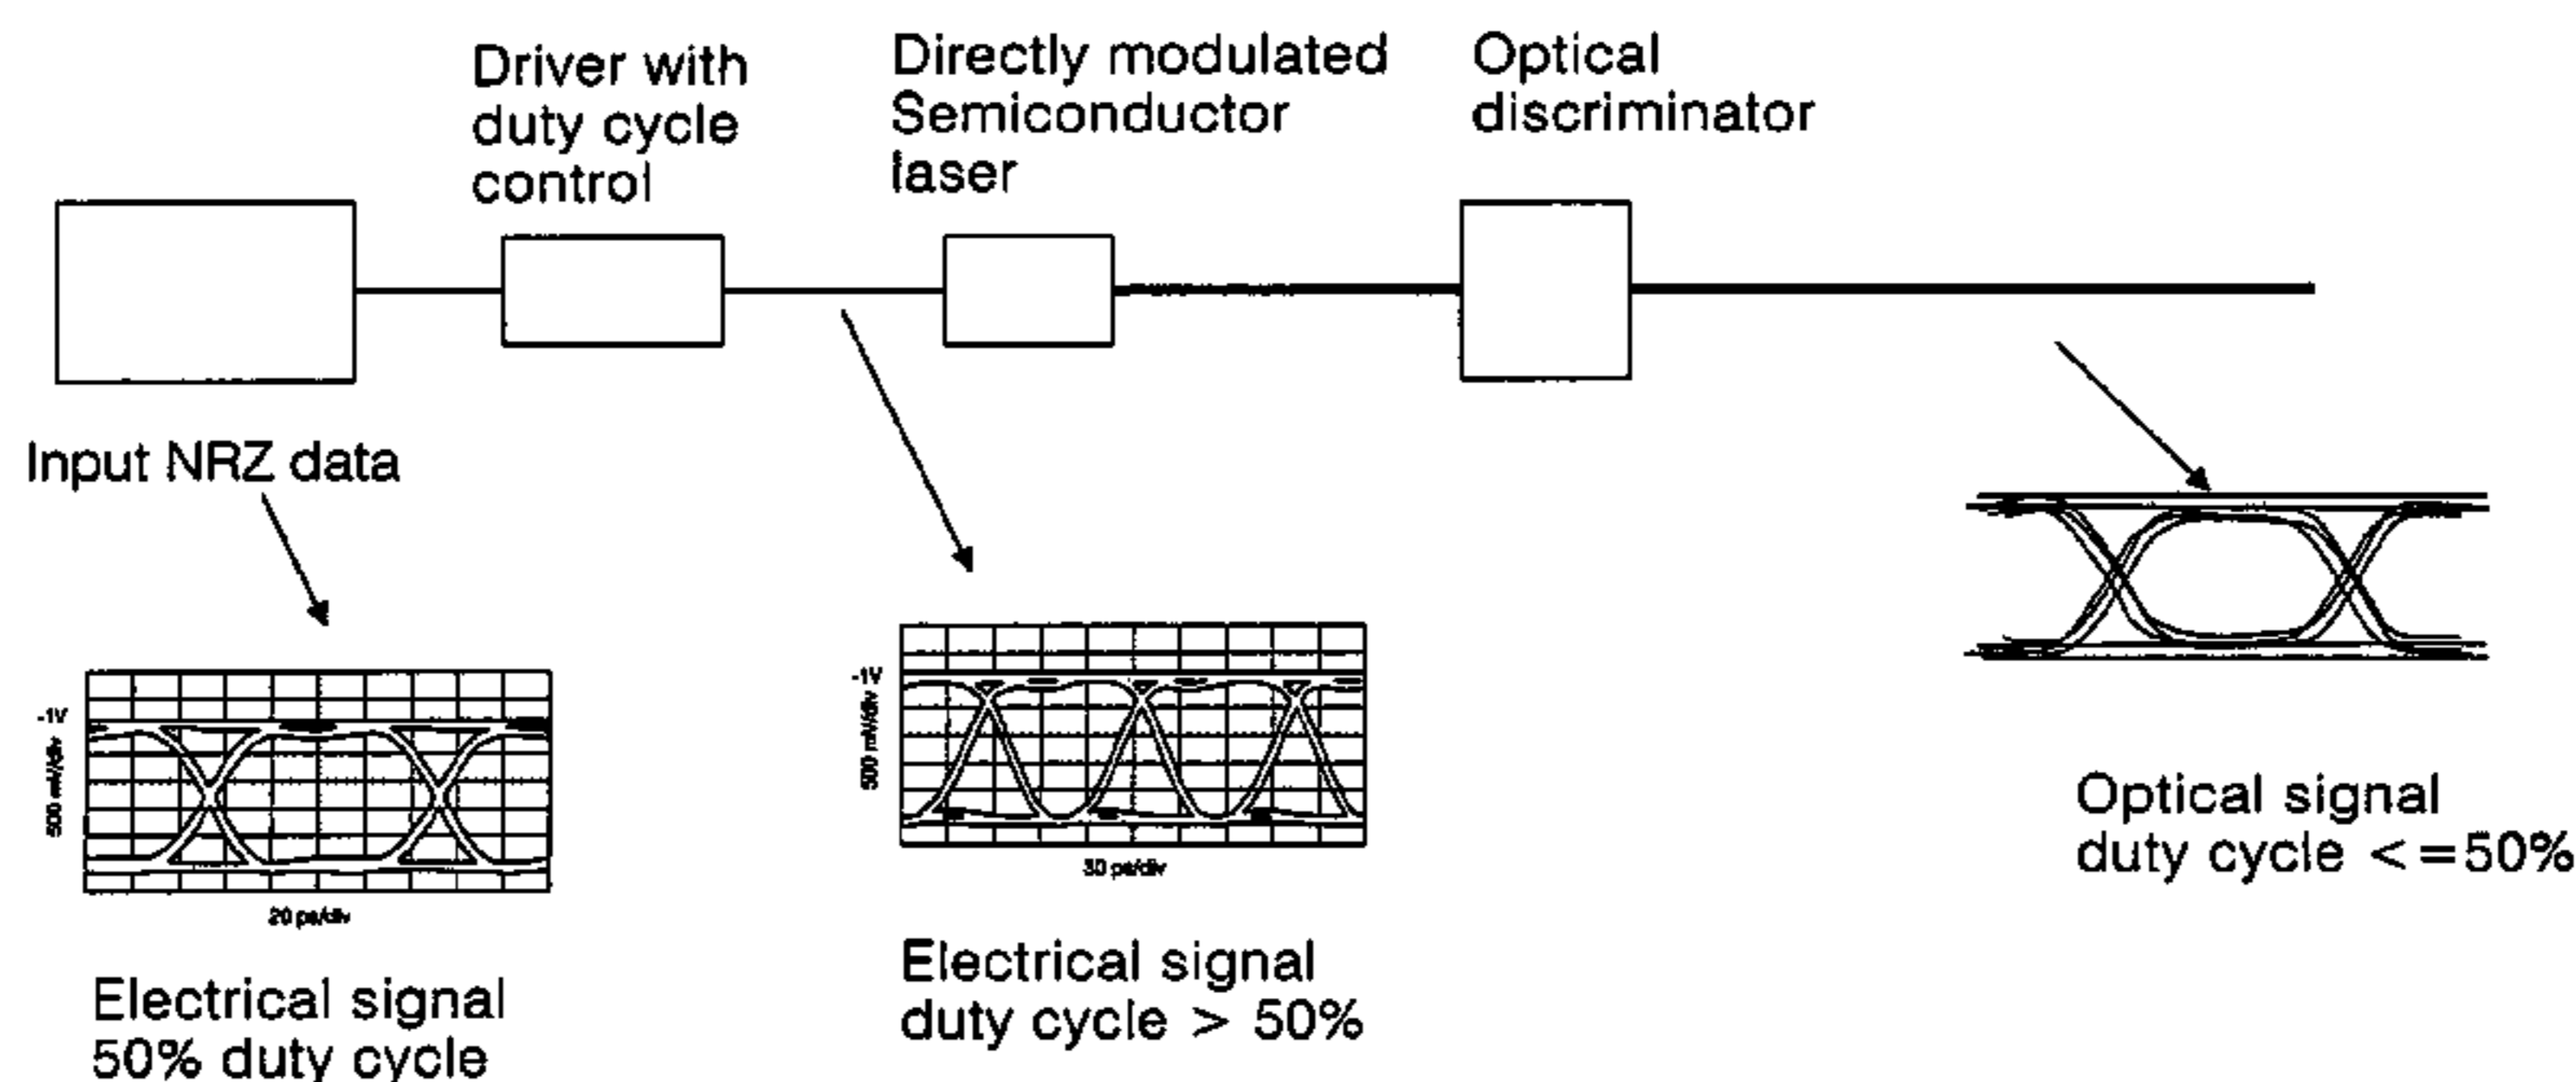 Driver with
duty cycle
control
Directly modulated
Semiconductor
laser
Optical
discriminator
Input NRZ data
-1V
500 mV/div
20 ps/div
Electrical signal
50% duty cycle
-1V
500 mV/div
30 ps/div
Electrical signal
duty cycle > 50%
Optical signal
duty cycle <=50%